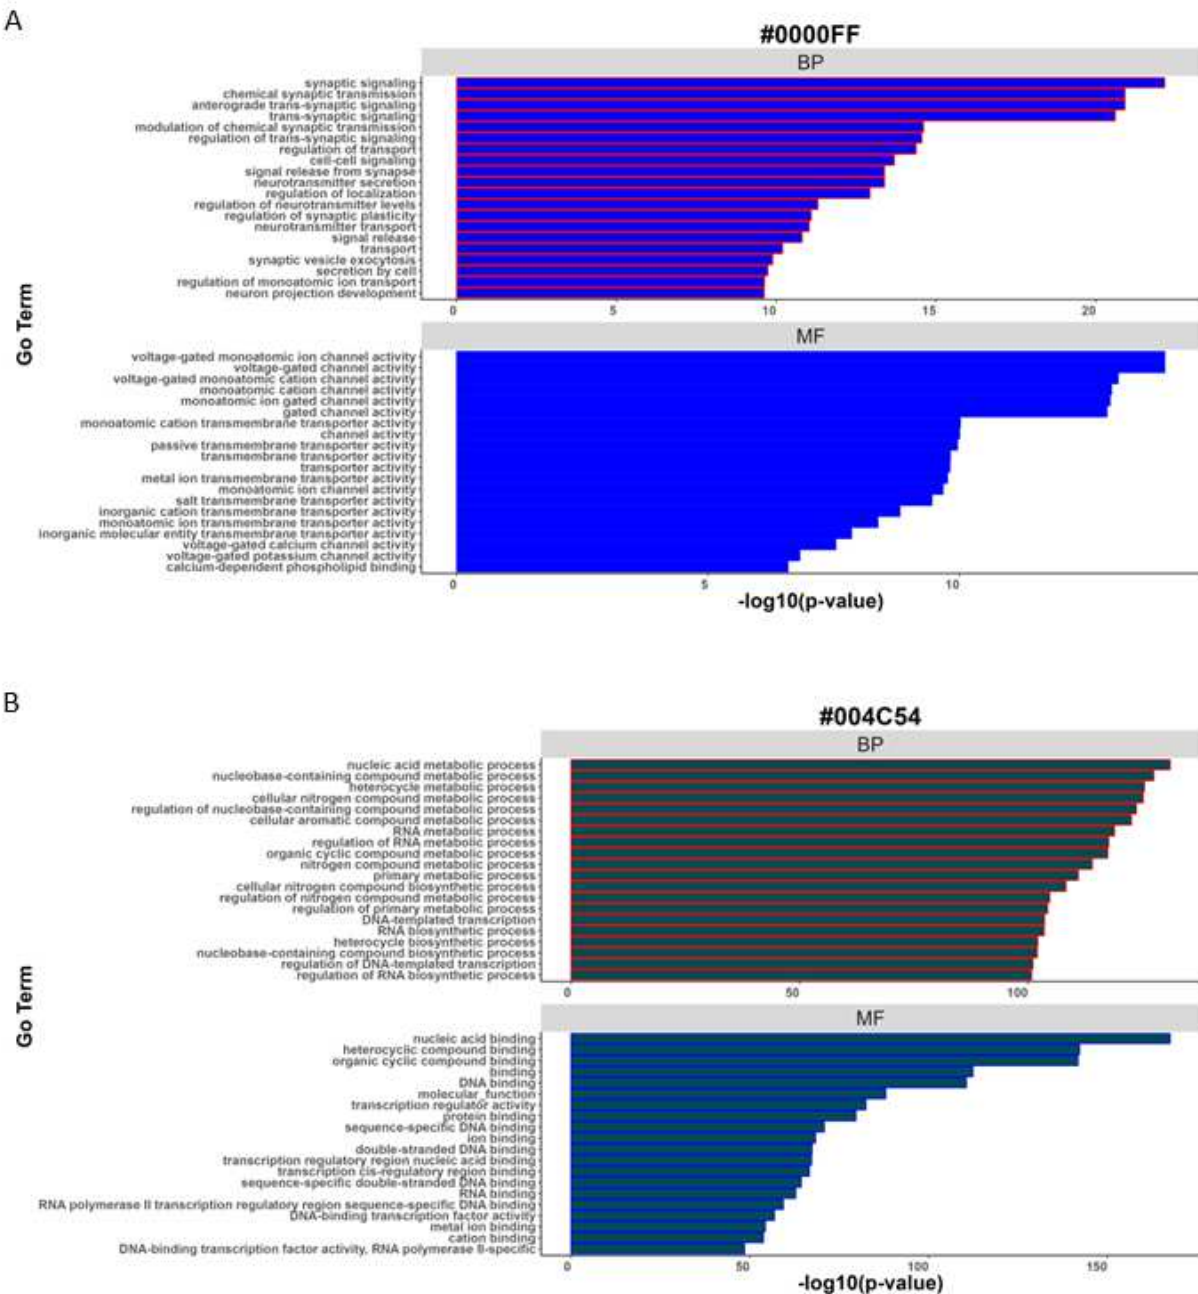 A
#0000FF
BP
synaptic signaling
chemical synaptic transmission
anterograde trans-synaptic signaling
trans-synaptic signaling
modulation of chemical synaptic transmission
regulation of trans-synaptic signaling
regulation of transport
cell-cell signaling
signal release from synapse
neurotransmitter secretion
regulation of localization
regulation of neurotransmitter levels
regulation of synaptic plasticity
neurotransmitter transport
signal release
transport
synaptic vesicle exocytosis
secretion by cell
regulation of monoatomic ion transport
neuron projection development
0 5 10 15 20
Go Term
MF
voltage-gated monoatomic ion channel activity
voltage-gated channel activity
voltage-gated monoatomic cation channel activity
monoatomic cation channel activity
monoatomic ion gated channel activity
gated channel activity
monoatomic cation transmembrane transporter activity
channel activity
passive transmembrane transporter activity
transmembrane transporter activity
transporter activity
metal ion transmembrane transporter activity
monoatomic ion channel activity
salt transmembrane transporter activity
inorganic cation transmembrane transporter activity
monoatomic ion transmembrane transporter activity
inorganic molecular entity transmembrane transporter activity
voltage-gated calcium channel activity
voltage-gated potassium channel activity
calcium-dependent phospholipid binding
0 5 10
-log10(p-value)
B
#004C54
BP
nucleic acid metabolic process
nucleobase-containing compound metabolic process
heterocycle metabolic process
cellular nitrogen compound metabolic process
regulation of nucleobase-containing compound metabolic process
cellular aromatic compound metabolic process
RNA metabolic process
regulation of RNA metabolic process
organic cyclic compound metabolic process
nitrogen compound metabolic process
primary metabolic process
cellular nitrogen compound biosynthetic process
regulation of nitrogen compound metabolic process
regulation of primary metabolic process
DNA-templated transcription
RNA biosynthetic process
heterocycle biosynthetic process
nucleobase-containing compound biosynthetic process
regulation of DNA-templated transcription
regulation of RNA biosynthetic process
0 50 100
Go Term
MF
nucleic acid binding
heterocyclic compound binding
organic cyclic compound binding
binding
DNA binding
molecular_function
transcription regulator activity
protein binding
sequence-specific DNA binding
ion binding
double-stranded DNA binding
transcription regulatory region nucleic acid binding
transcription cis-regulatory region binding
sequence-specific double-stranded DNA binding
RNA binding
RNA polymerase II transcription regulatory region sequence-specific DNA binding
DNA-binding transcription factor activity
metal ion binding
cation binding
DNA-binding transcription factor activity, RNA polymerase II-specific
0 50 100 150
-log10(p-value)